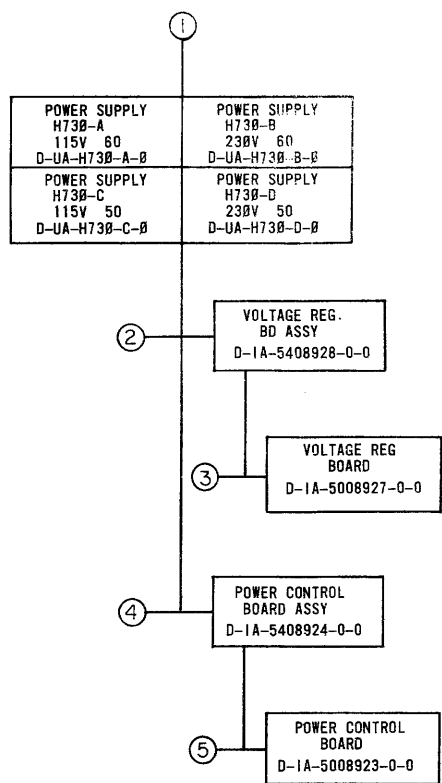 1
POWER SUPPLY
H730-A
115V 60
D-UA-H730-A-0
POWER SUPPLY
H730-B
230V 60
D-UA-H730-B-0
POWER SUPPLY
H730-C
115V 50
D-UA-H730-C-0
POWER SUPPLY
H730-D
230V 50
D-UA-H730-D-0
2
VOLTAGE REG.
BD ASSY
D-IA-5408928-0-0
3
VOLTAGE REG
BOARD
D-IA-5008927-0-0
4
POWER CONTROL
BOARD ASSY
D-IA-5408924-0-0
5
POWER CONTROL
BOARD
D-IA-5008923-0-0